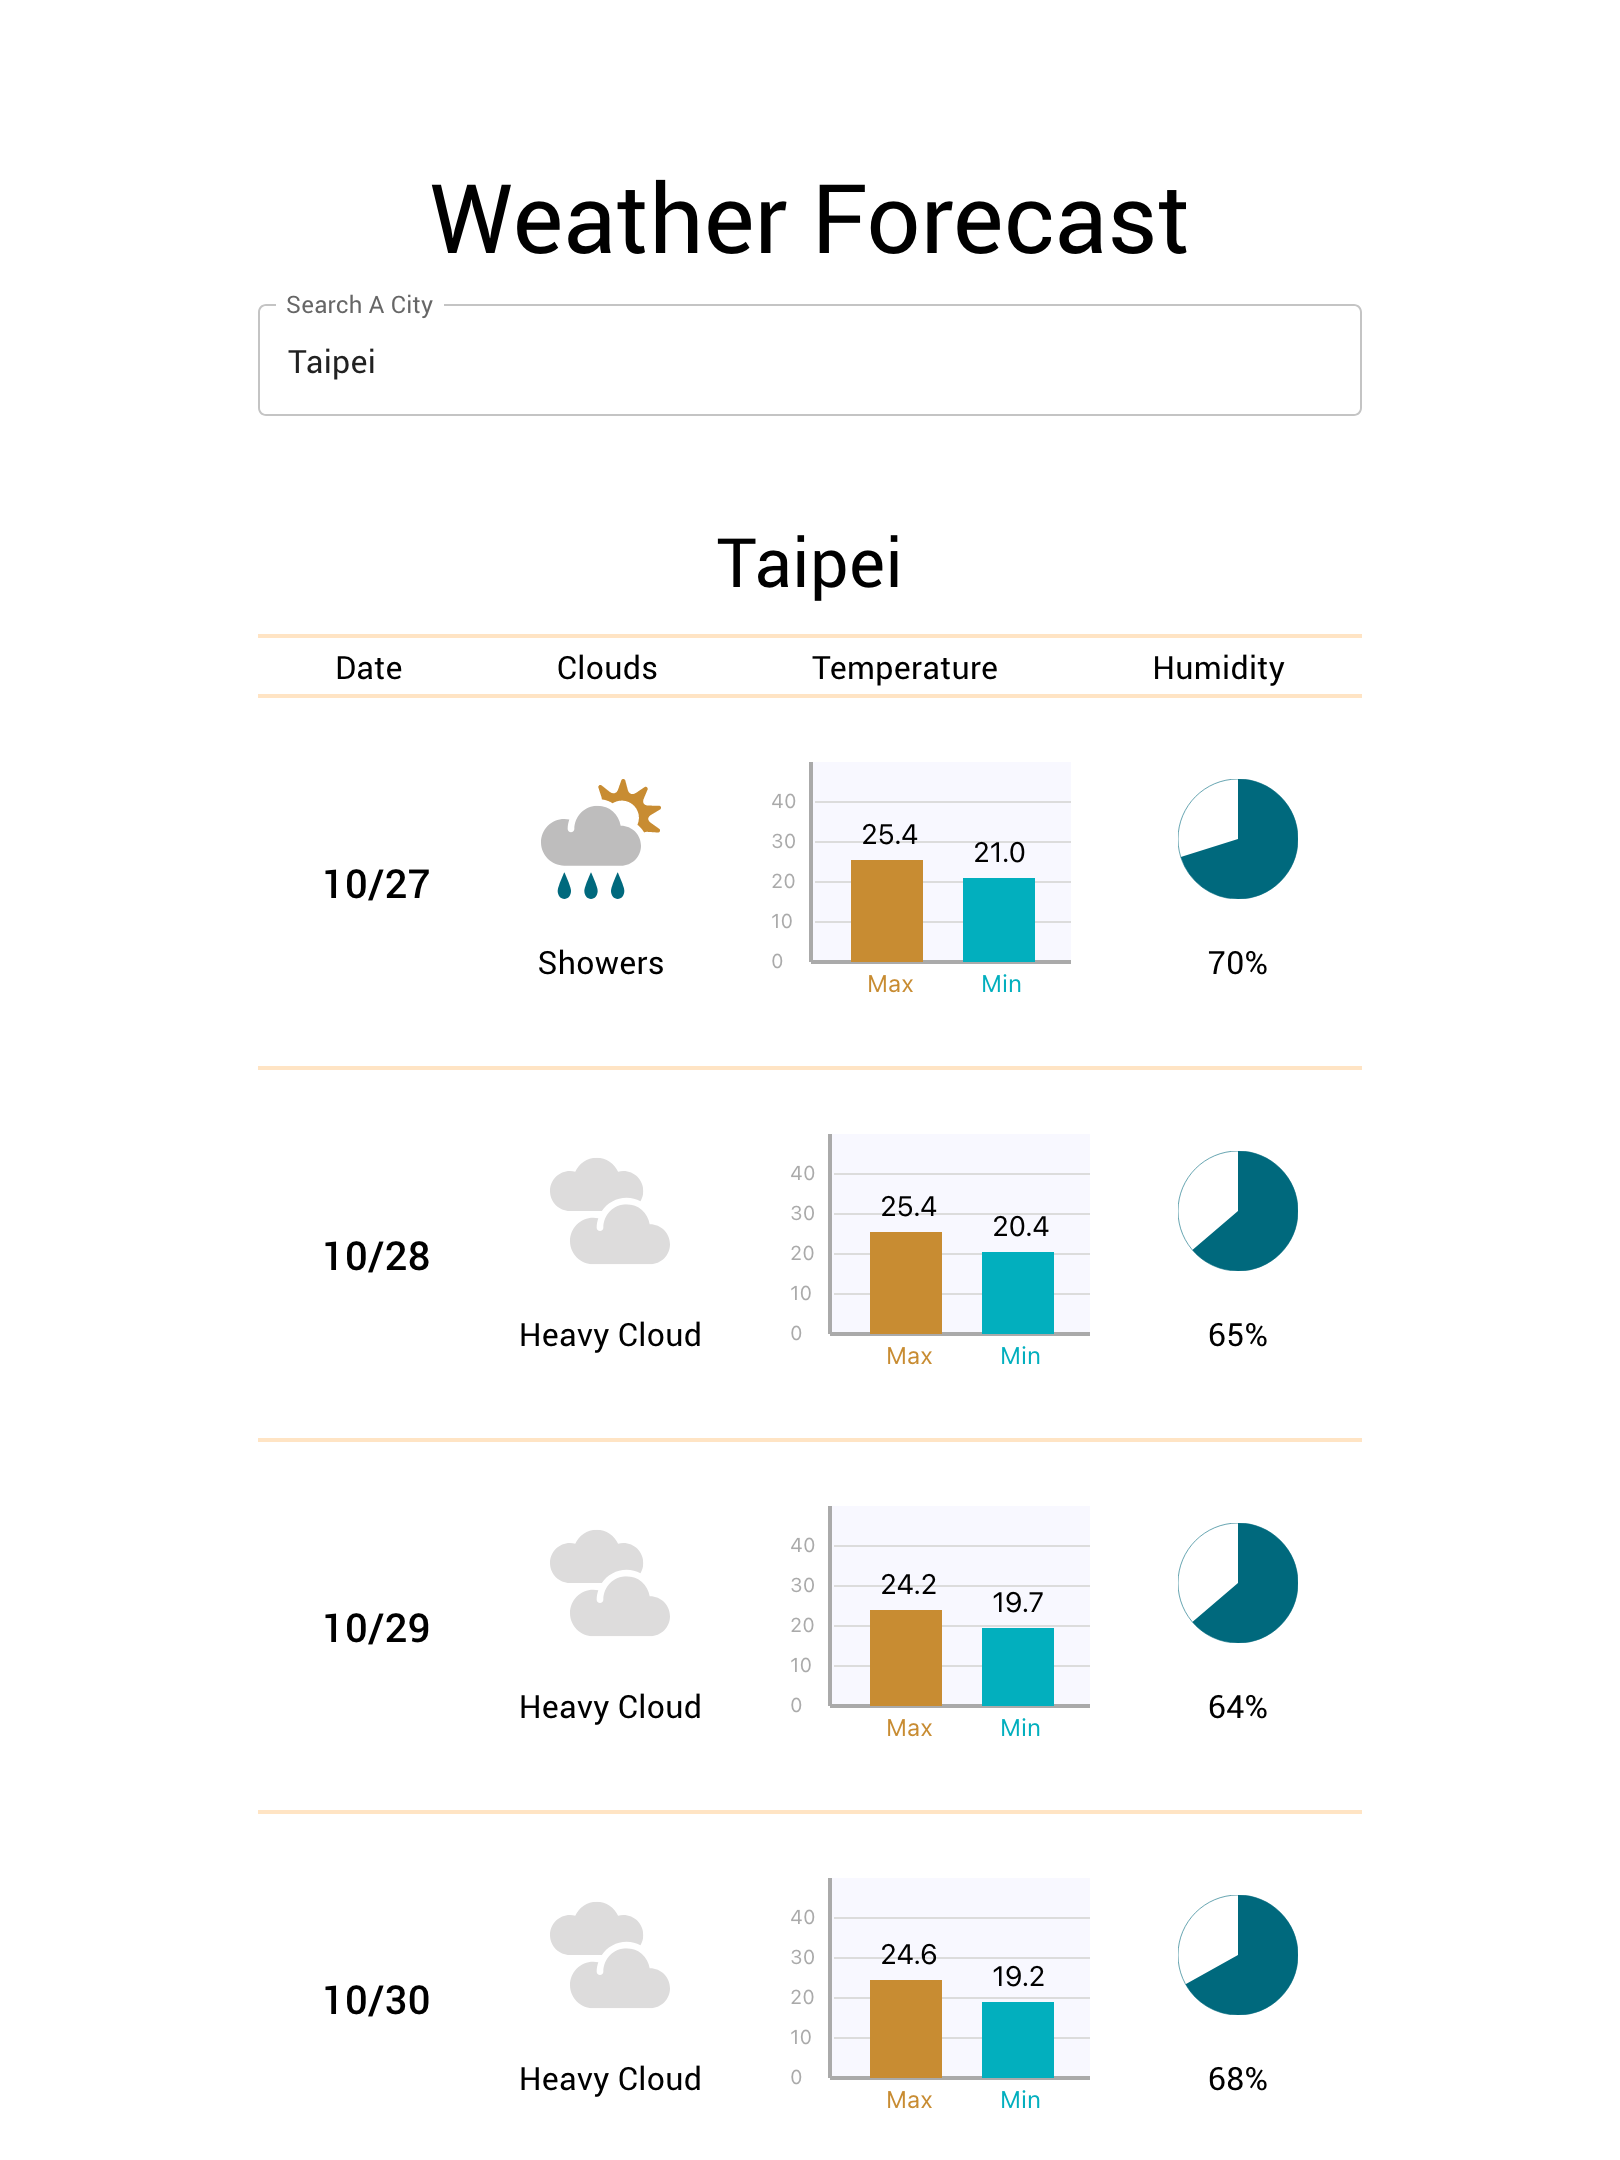 Weather Forecast
Search A City
Taipei
Taipei
Date Clouds Temperature Humidity
10/27
Showers
40
30
20
10
0
25.4
21.0
Max Min
70%
10/28
Heavy Cloud
40
30
20
10
0
25.4
20.4
Max Min
65%
10/29
Heavy Cloud
40
30
20
10
0
24.2
19.7
Max Min
64%
10/30
Heavy Cloud
40
30
20
10
0
24.6
19.2
Max Min
68%